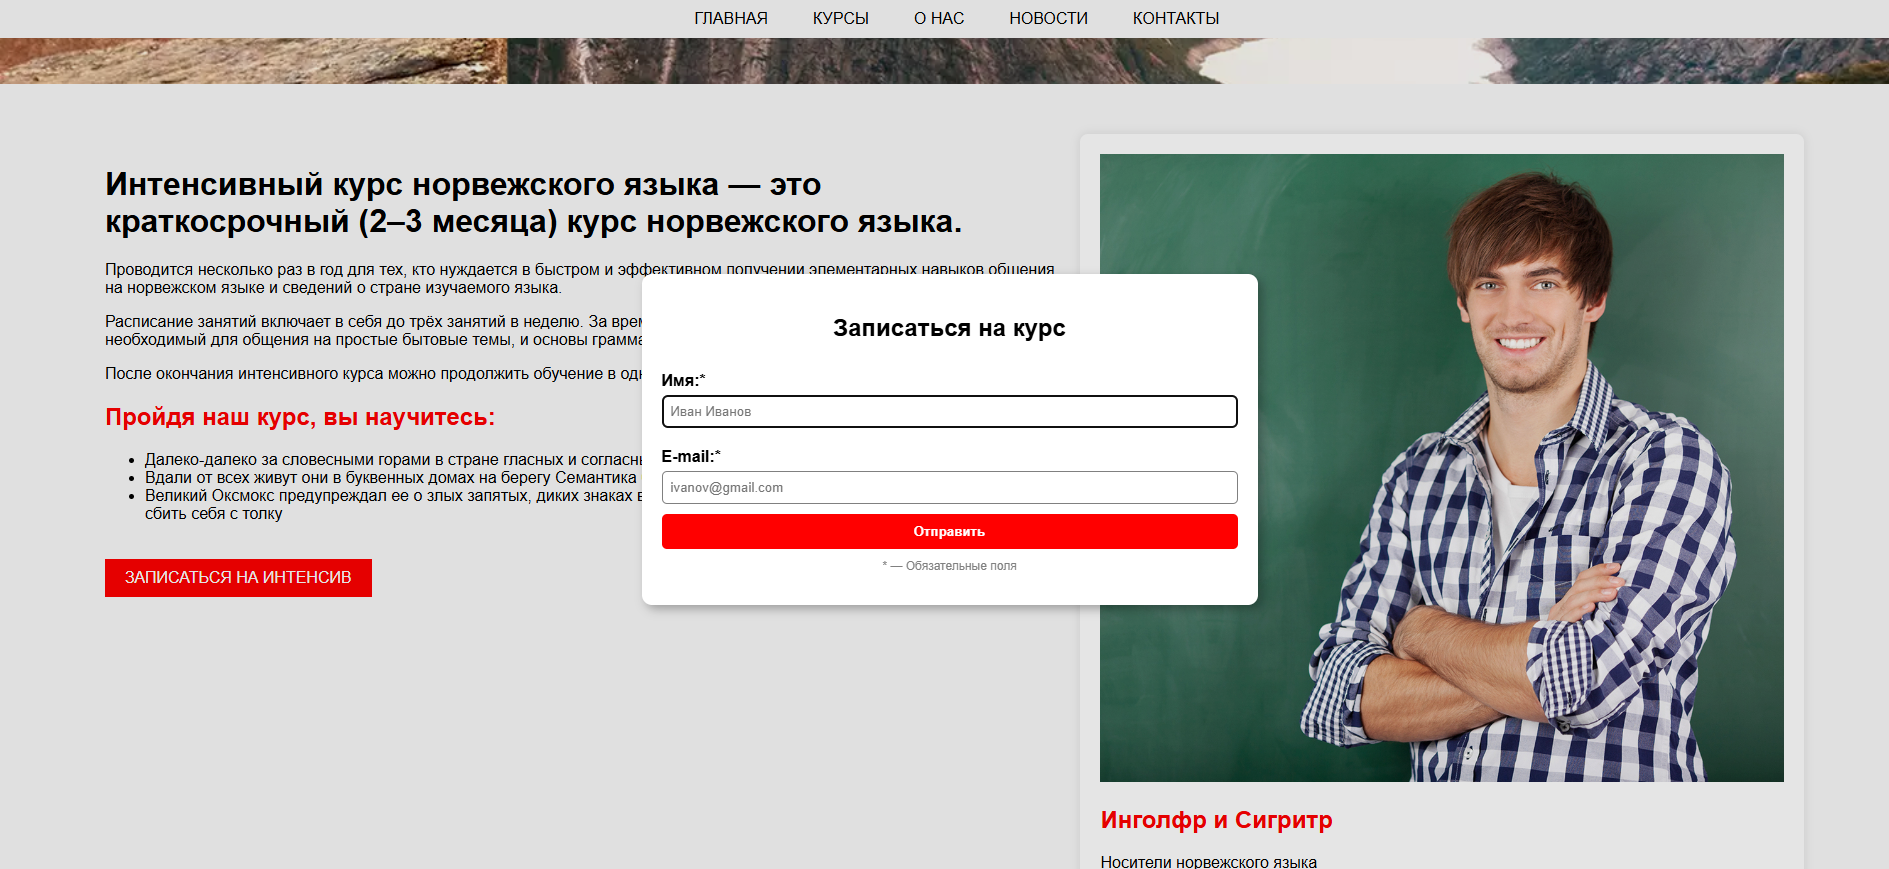 ГЛАВНАЯ КУРСЫ О НАС НОВОСТИ КОНТАКТЫ
Интенсивный курс норвежского языка — это
краткосрочный (2–3 месяца) курс норвежского языка.
Проводится несколько раз в год для тех, кто нуждается в быстром и эффективном получении элементарных навыков общения
на норвежском языке и сведений о стране изучаемого языка.
Расписание занятий включает в себя до трёх занятий в неделю. За
необходимый для общения на простые бытовые темы, и основы
После окончания интенсивного курса можно продолжить обучение в
Пройдя наш курс, вы научитесь:
Далеко-далеко за словесными горами в стране гласных и
Вдали от всех живут они в буквенных домах на берегу Семантика
Великий Оксмокс предупреждал ее о злых запятых, диких знаках
сбить себя с толку
ЗАПИСАТЬСЯ НА ИНТЕНСИВ
Записаться на курс
Имя:*
Иван Иванов
E-mail:*
ivanov@gmail.com
Отправить
* — Обязательные поля
Инголфр и Сигритр
Носители норвежского языка